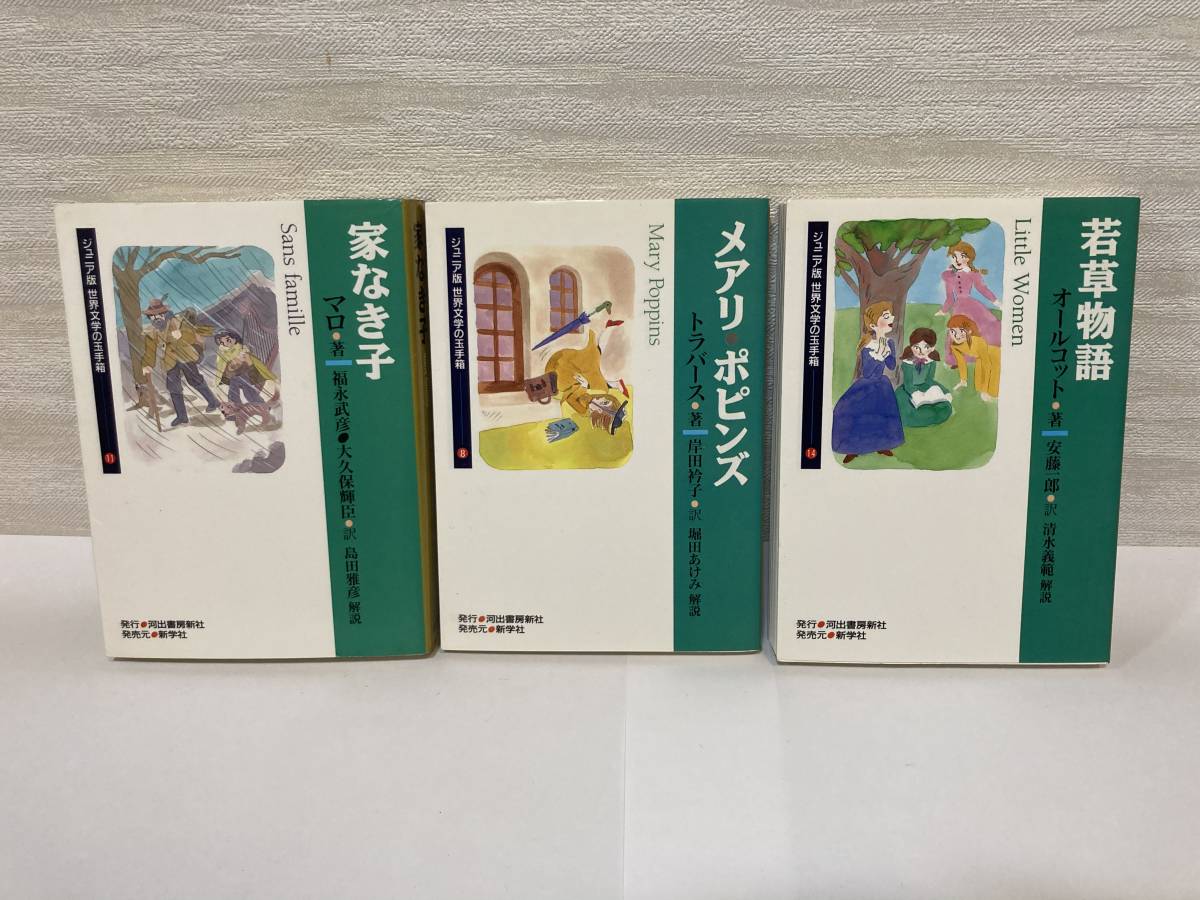 家なき子
Sans famille
マロ●著 福永武彦●大久保輝臣●訳 島田雅彦 解説
ジュニア版 世界文学の玉手箱 11
発行●河出書房新社
発売元●新学社
家なき子
メアリ・ポピンズ
Mary Poppins
トラバース●著 岸田衿子●訳 堀田あけみ 解説
ジュニア版 世界文学の玉手箱 8
発行●河出書房新社
発売元●新学社
若草物語
Little Women
オールコット●著 安藤一郎●訳 清水義範 解説
ジュニア版 世界文学の玉手箱 14
発行●河出書房新社
発売元●新学社